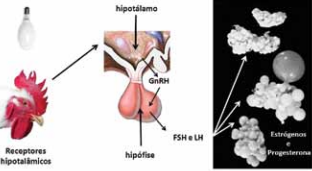 hipotálamo
GnRH
FSH e LH
hipófise
Receptores
hipotalâmicos
Estrógenos
e
Progesterona